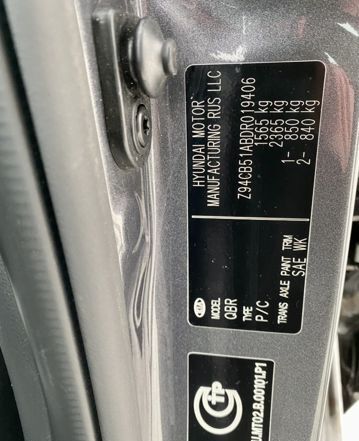 HYUNDAI MOTOR
MANUFACTURING RUS LLC
Z94CB51ABDR019406
1565 kg
2365 kg
1- 850 kg
2- 840 kg
KIA
MODEL
QBR
TYPE
P/C
TRANS AXLE PAINT TRM
SAE WK